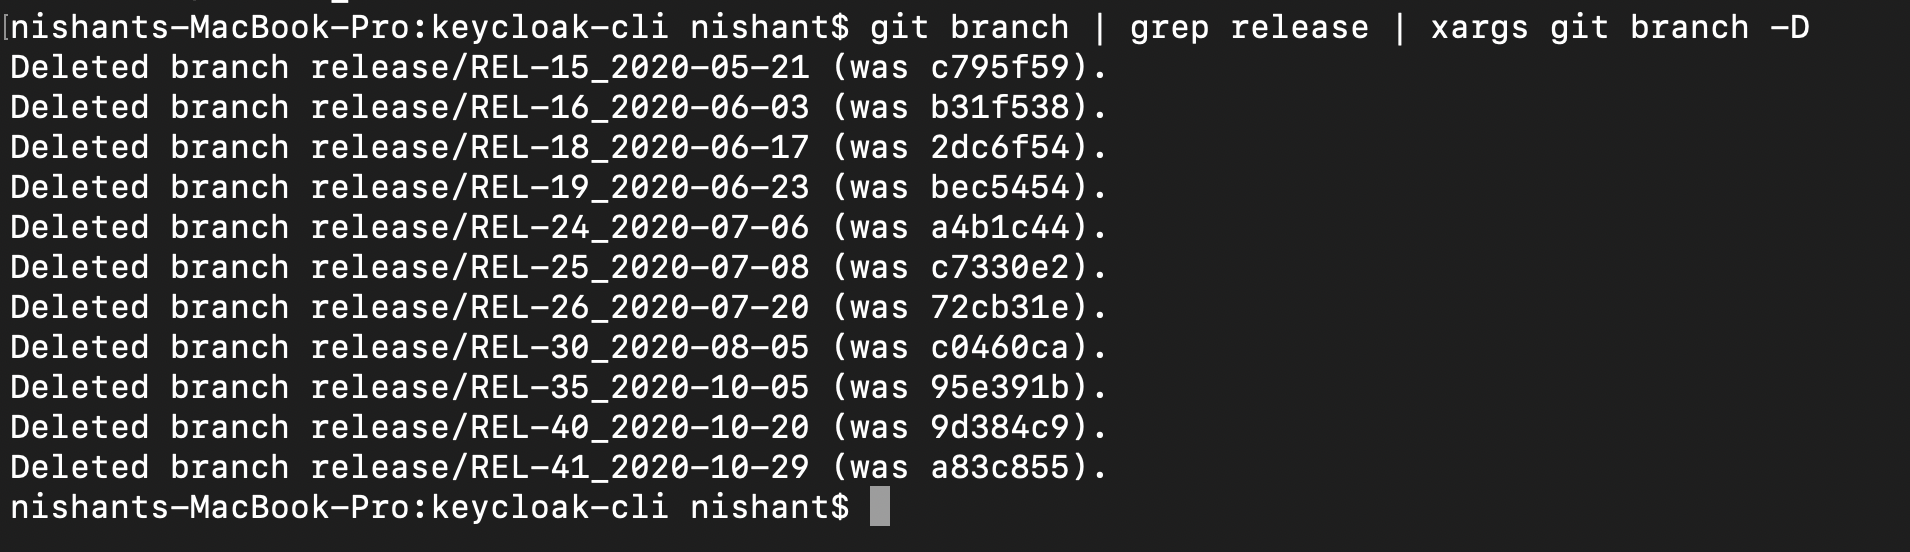 [nishants-MacBook-Pro:keycloak-cli nishant$ git branch | grep release | xargs git branch -D
Deleted branch release/REL-15_2020-05-21 (was c795f59).
Deleted branch release/REL-16_2020-06-03 (was b31f538).
Deleted branch release/REL-18_2020-06-17 (was 2dc6f54).
Deleted branch release/REL-19_2020-06-23 (was bec5454).
Deleted branch release/REL-24_2020-07-06 (was a4b1c44).
Deleted branch release/REL-25_2020-07-08 (was c7330e2).
Deleted branch release/REL-26_2020-07-20 (was 72cb31e).
Deleted branch release/REL-30_2020-08-05 (was c0460ca).
Deleted branch release/REL-35_2020-10-05 (was 95e391b).
Deleted branch release/REL-40_2020-10-20 (was 9d384c9).
Deleted branch release/REL-41_2020-10-29 (was a83c855).
nishants-MacBook-Pro:keycloak-cli nishant$